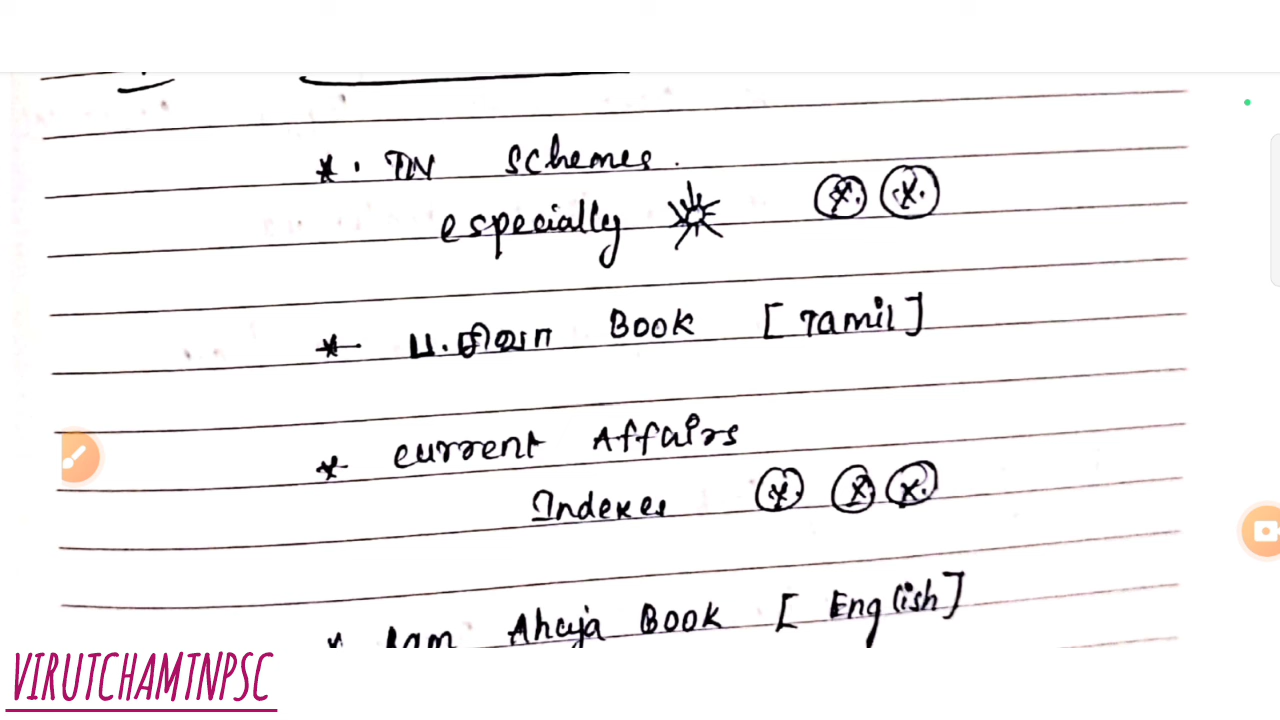 *. TN Schemes.
especially
* ப.சிவா Book [Tamil]
* current Affairs
Indexes
* Ram Ahuja Book [English]
VIRUTCHAMTNPSC